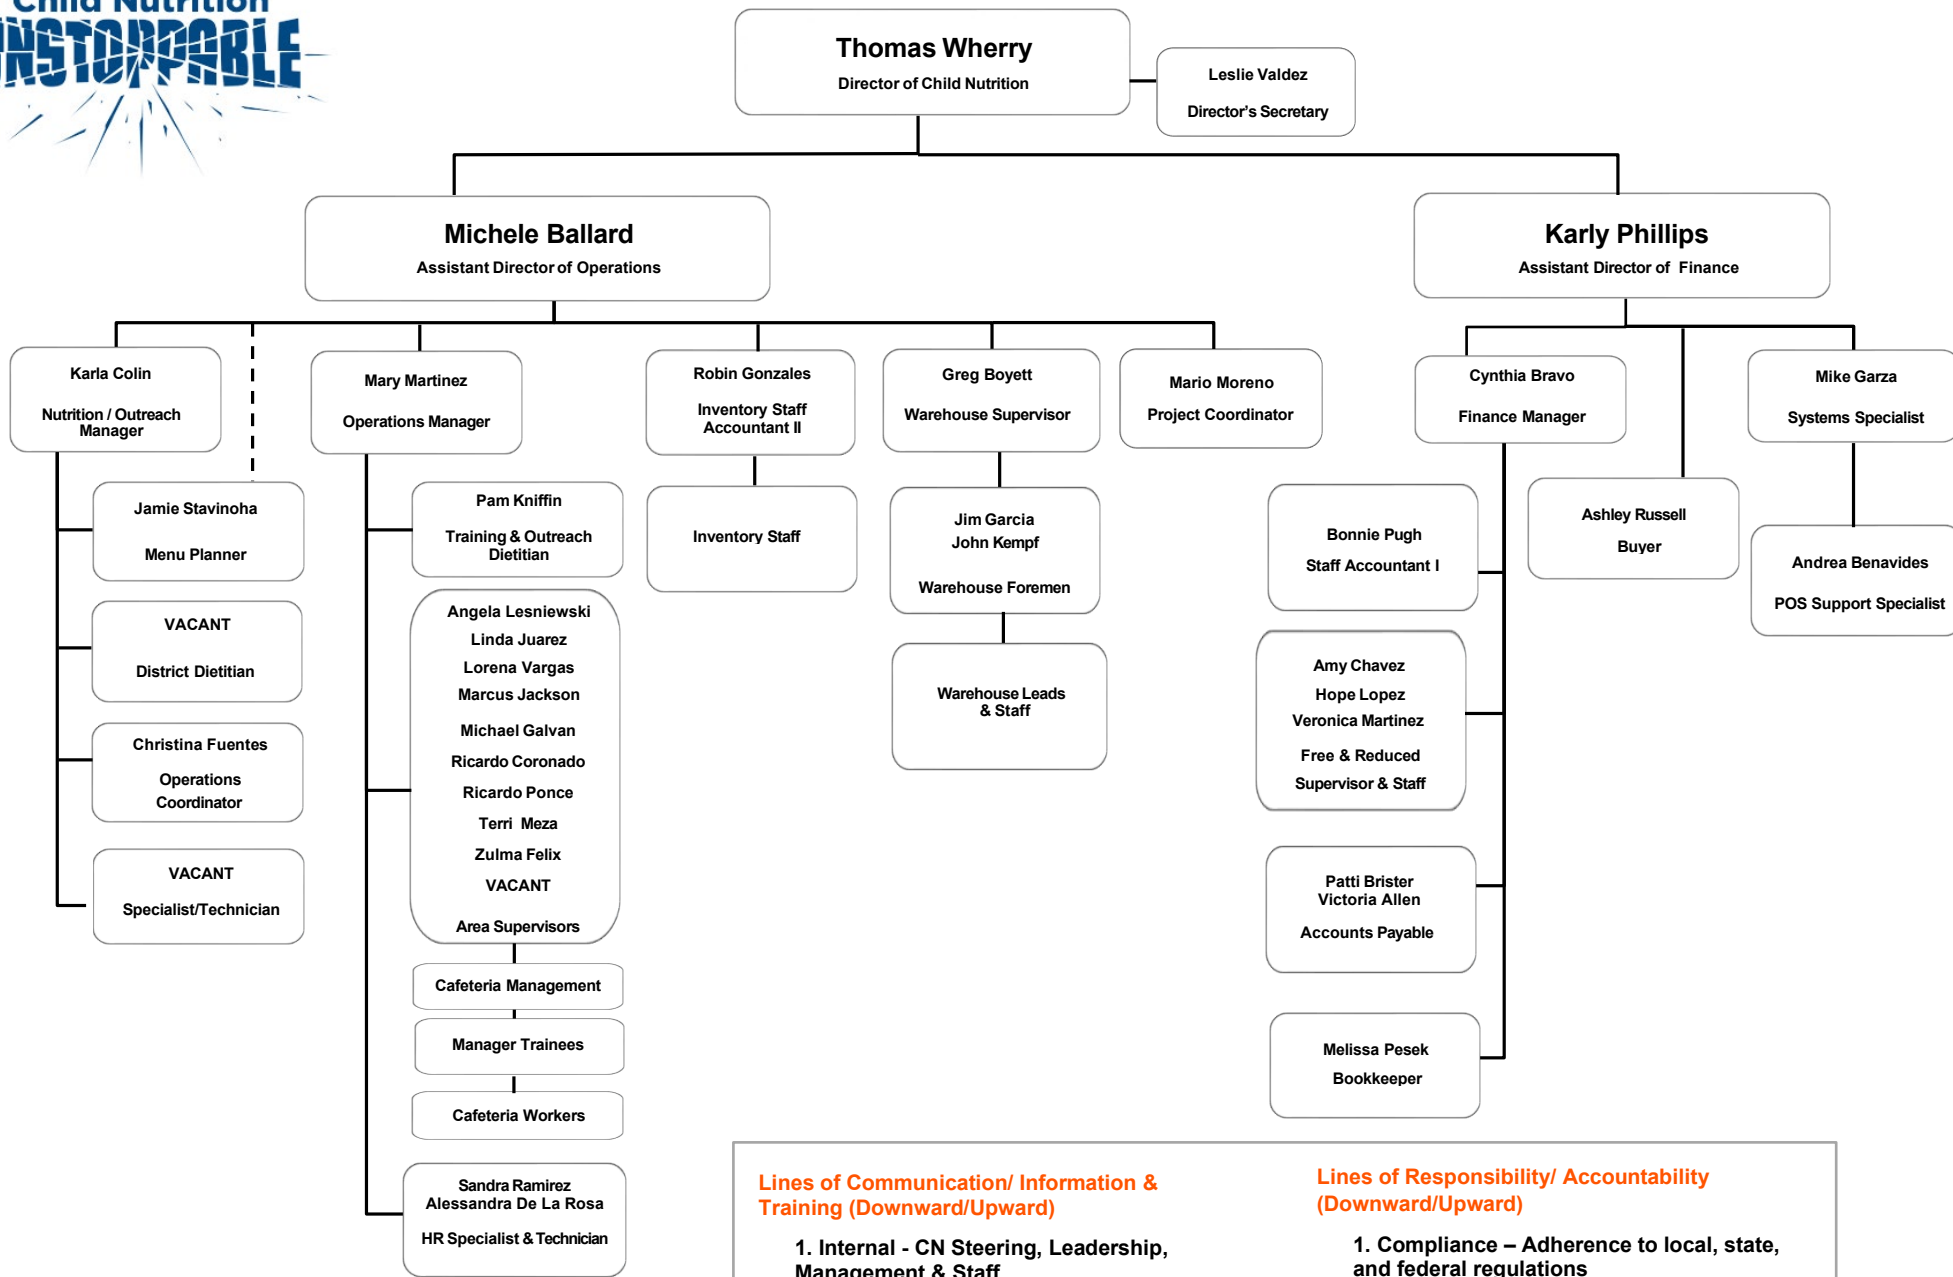 Child Nutrition
UNSTOPPABLE
Thomas Wherry
Director of Child Nutrition
Leslie Valdez
Director's Secretary
Michele Ballard
Assistant Director of Operations
Karly Phillips
Assistant Director of Finance
Karla Colin
Nutrition / Outreach
Manager
Mary Martinez
Operations Manager
Robin Gonzales
Inventory Staff
Accountant II
Greg Boyett
Warehouse Supervisor
Mario Moreno
Project Coordinator
Cynthia Bravo
Finance Manager
Mike Garza
Systems Specialist
Jamie Stavinoha
Menu Planner
VACANT
District Dietitian
Christina Fuentes
Operations
Coordinator
VACANT
Specialist/Technician
Pam Kniffin
Training & Outreach
Dietitian
Angela Lesniewski
Linda Juarez
Lorena Vargas
Marcus Jackson
Michael Galvan
Ricardo Coronado
Ricardo Ponce
Terri Meza
Zulma Felix
VACANT
Area Supervisors
Cafeteria Management
Manager Trainees
Cafeteria Workers
Sandra Ramirez
Alessandra De La Rosa
HR Specialist & Technician
Inventory Staff
Jim Garcia
John Kempf
Warehouse Foremen
Warehouse Leads
& Staff
Bonnie Pugh
Staff Accountant I
Amy Chavez
Hope Lopez
Veronica Martinez
Free & Reduced
Supervisor & Staff
Patti Brister
Victoria Allen
Accounts Payable
Melissa Pesek
Bookkeeper
Ashley Russell
Buyer
Andrea Benavides
POS Support Specialist
Lines of Communication/ Information &
Training (Downward/Upward)
1. Internal - CN Steering, Leadership,
Management & Staff
Lines of Responsibility/ Accountability
(Downward/Upward)
1. Compliance – Adherence to local, state,
and federal regulations